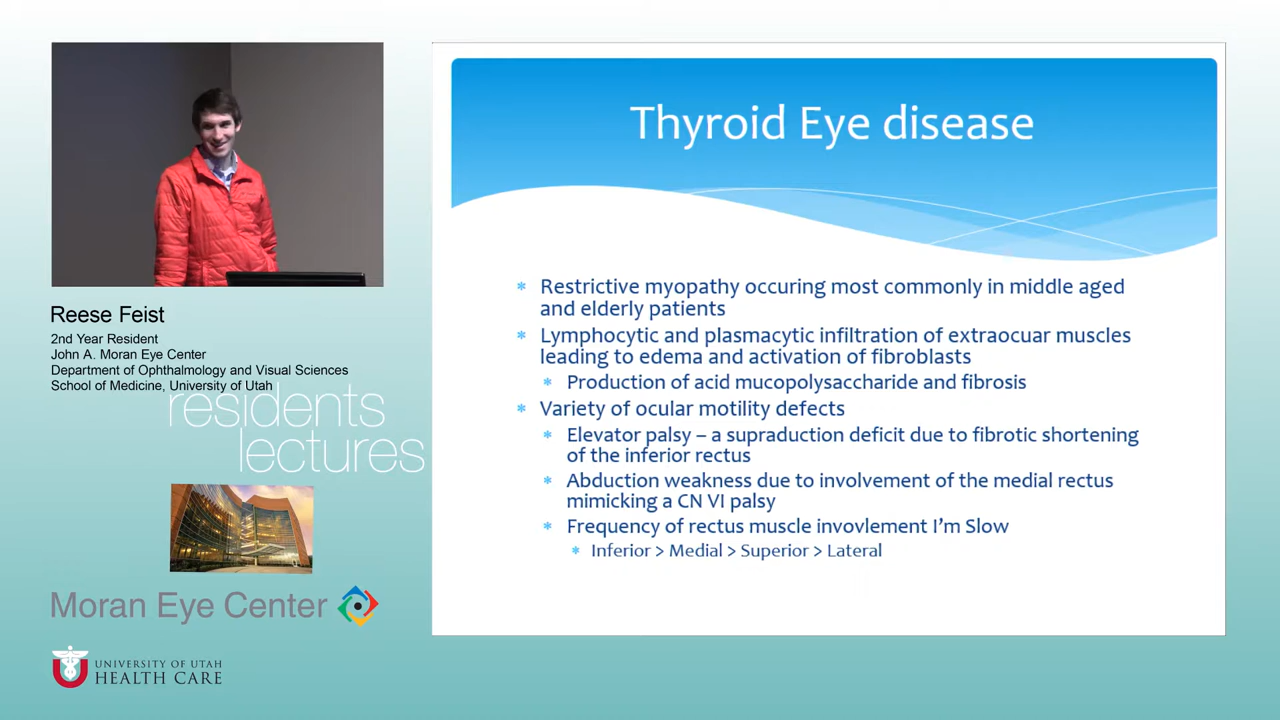 Thyroid Eye disease
* Restrictive myopathy occuring most commonly in middle aged
and elderly patients
* Lymphocytic and plasmacytic infiltration of extraocuar muscles
leading to edema and activation of fibroblasts
* Production of acid mucopolysaccharide and fibrosis
* Variety of ocular motility defects
* Elevator palsy – a supraduction deficit due to fibrotic shortening
of the inferior rectus
* Abduction weakness due to involvement of the medial rectus
mimicking a CN VI palsy
* Frequency of rectus muscle invovlement I'm Slow
* Inferior > Medial > Superior > Lateral
Reese Feist
2nd Year Resident
John A. Moran Eye Center
Department of Ophthalmology and Visual Sciences
School of Medicine, University of Utah
residents
lectures
Moran Eye Center
UNIVERSITY OF UTAH
HEALTH CARE